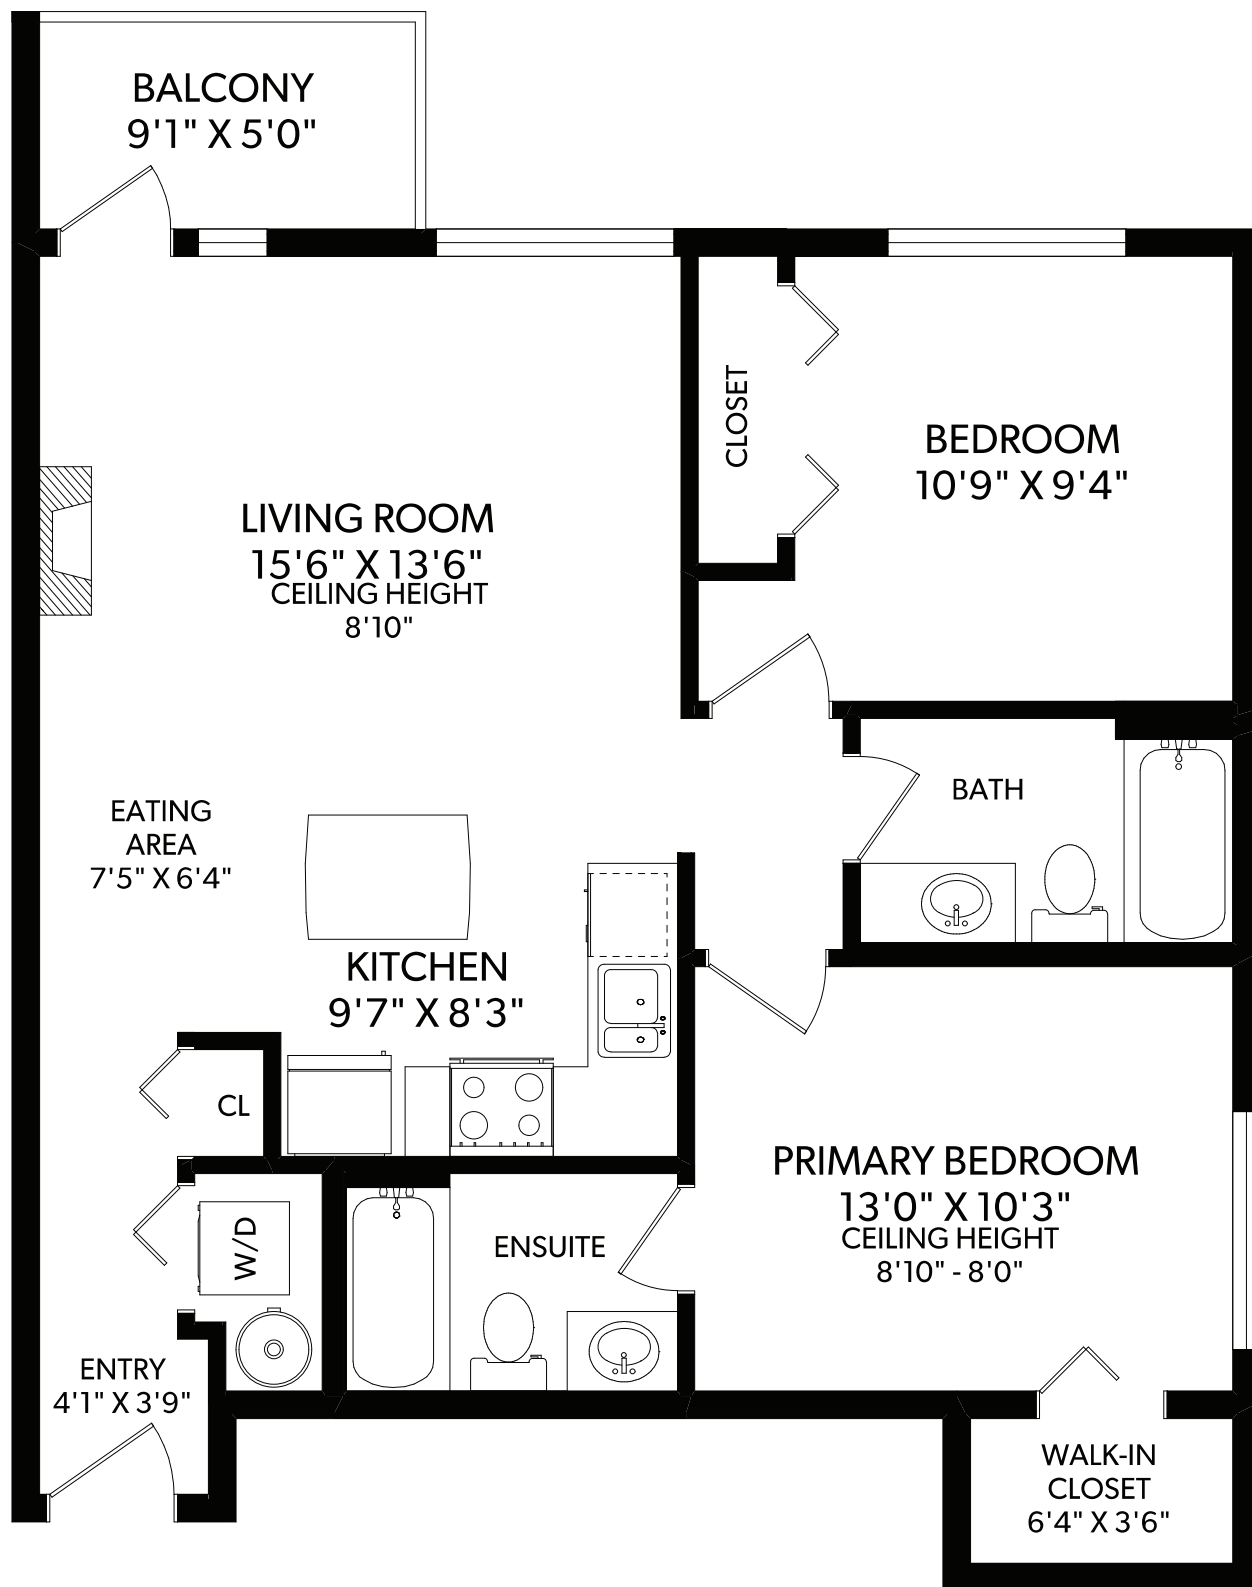 BALCONY
9'1" X 5'0"
CLOSET
BEDROOM
10'9" X 9'4"
LIVING ROOM
15'6" X 13'6"
CEILING HEIGHT
8'10"
BATH
EATING
AREA
7'5" X 6'4"
KITCHEN
9'7" X 8'3"
CL
PRIMARY BEDROOM
13'0" X 10'3"
CEILING HEIGHT
8'10" - 8'0"
W/D
ENSUITE
ENTRY
4'1" X 3'9"
WALK-IN
CLOSET
6'4" X 3'6"